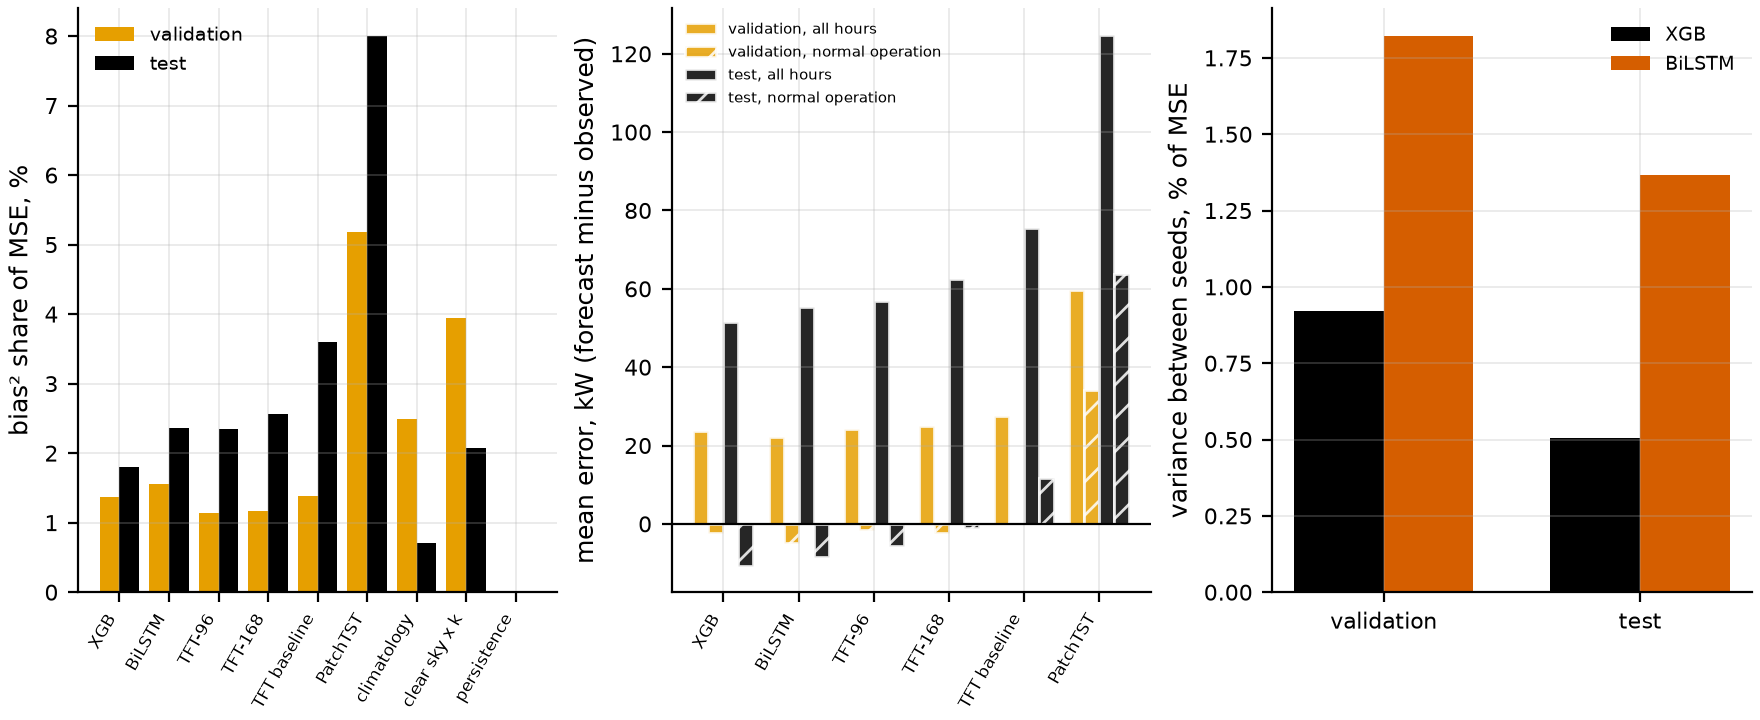 bias² share of MSE, %
8
7
6
5
4
3
2
1
0
validation
test
XGB
BiLSTM
TFT-96
TFT-168
TFT baseline
PatchTST
climatology
clear sky x k
persistence
mean error, kW (forecast minus observed)
120
100
80
60
40
20
0
validation, all hours
validation, normal operation
test, all hours
test, normal operation
XGB
BiLSTM
TFT-96
TFT-168
TFT baseline
PatchTST
variance between seeds, % of MSE
1.75
1.50
1.25
1.00
0.75
0.50
0.25
0.00
XGB
BiLSTM
validation
test